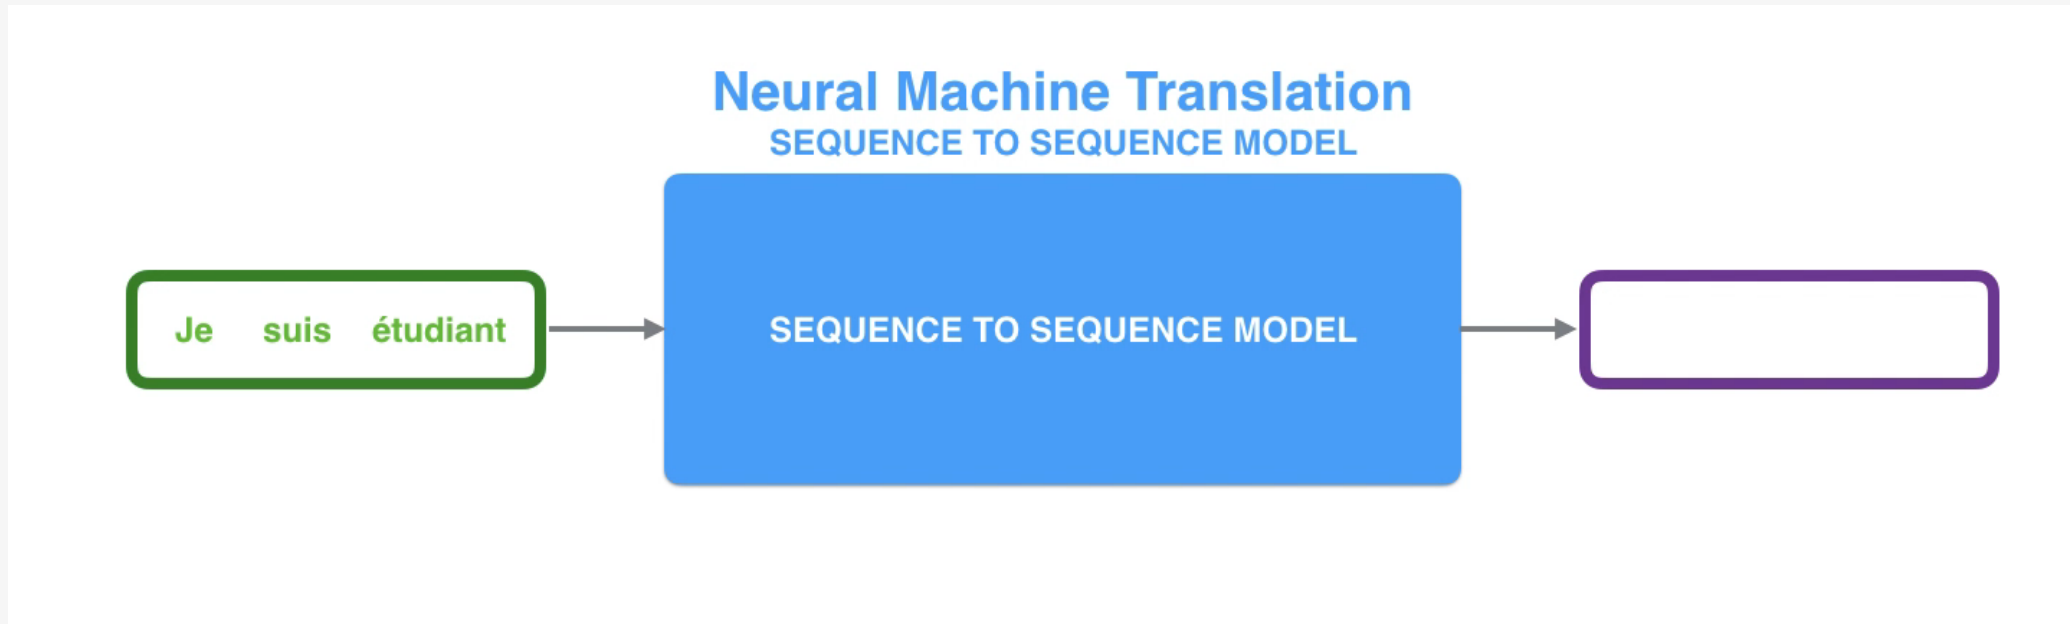 Neural Machine Translation
SEQUENCE TO SEQUENCE MODEL
Je suis étudiant
SEQUENCE TO SEQUENCE MODEL